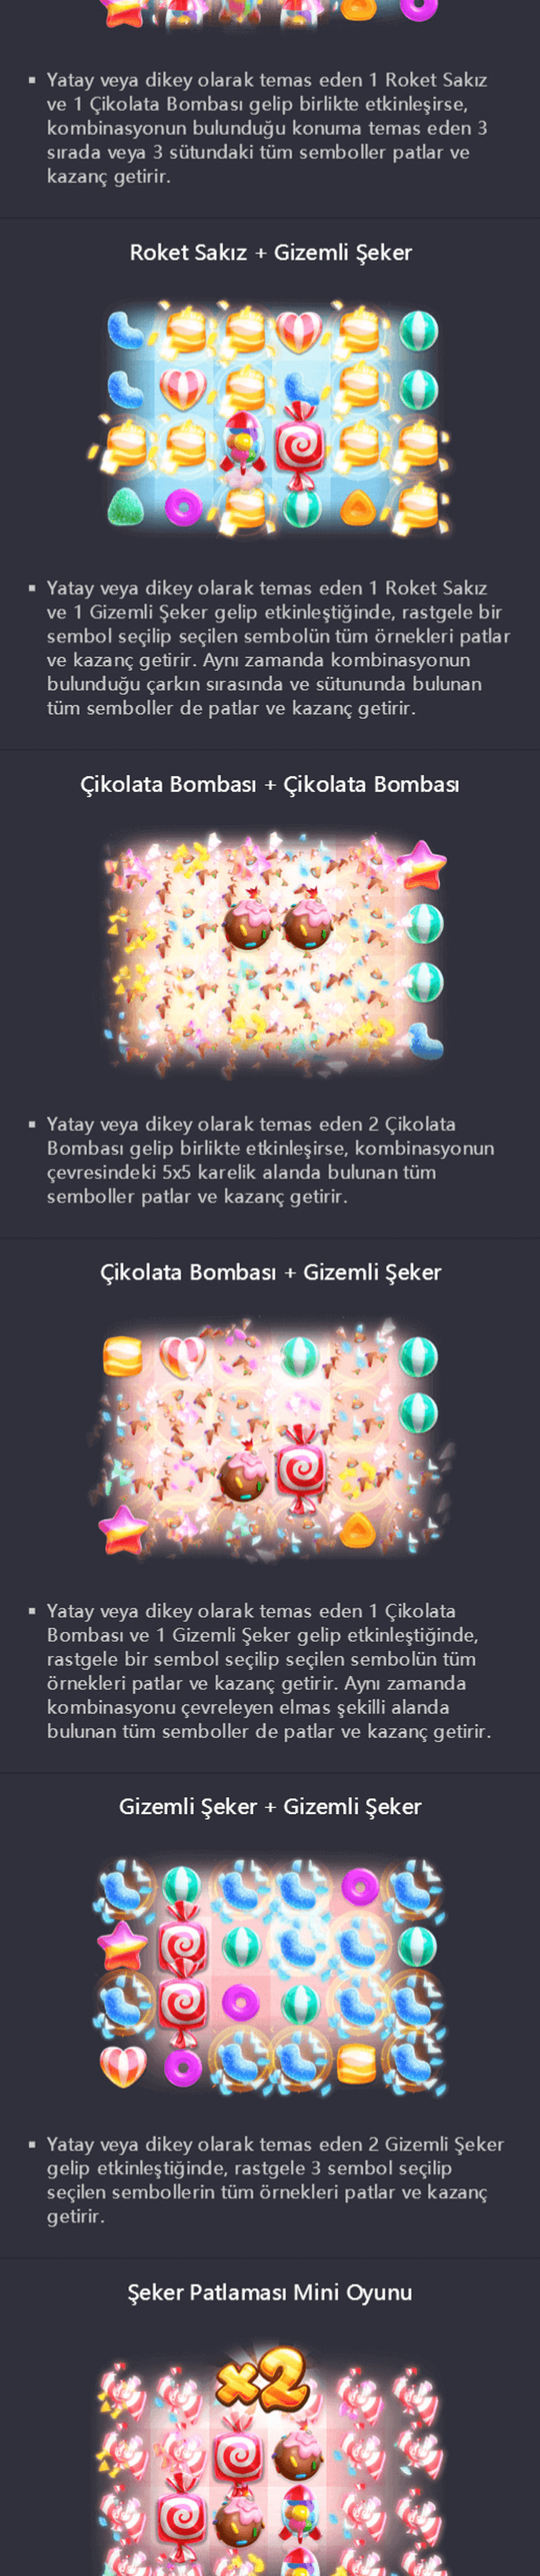 ▪ Yatay veya dikey olarak temas eden 1 Roket Sakız
ve 1 Çikolata Bombası gelip birlikte etkinleşirse,
kombinasyonun bulunduğu konuma temas eden 3
sırada veya 3 sütundaki tüm semboller patlar ve
kazanç getirir.
Roket Sakız + Gizemli Şeker
▪ Yatay veya dikey olarak temas eden 1 Roket Sakız
ve 1 Gizemli Şeker gelip etkinleştiğinde, rastgele bir
sembol seçilip seçilen sembolün tüm örnekleri patlar
ve kazanç getirir. Aynı zamanda kombinasyonun
bulunduğu çarkın sırasında ve sütununda bulunan
tüm semboller de patlar ve kazanç getirir.
Çikolata Bombası + Çikolata Bombası
▪ Yatay veya dikey olarak temas eden 2 Çikolata
Bombası gelip birlikte etkinleşirse, kombinasyonun
çevresindeki 5x5 karelik alanda bulunan tüm
semboller patlar ve kazanç getirir.
Çikolata Bombası + Gizemli Şeker
▪ Yatay veya dikey olarak temas eden 1 Çikolata
Bombası ve 1 Gizemli Şeker gelip etkinleştiğinde,
rastgele bir sembol seçilip seçilen sembolün tüm
örnekleri patlar ve kazanç getirir. Aynı zamanda
kombinasyonu çevreleyen elmas şekilli alanda
bulunan tüm semboller de patlar ve kazanç getirir.
Gizemli Şeker + Gizemli Şeker
▪ Yatay veya dikey olarak temas eden 2 Gizemli Şeker
gelip etkinleştiğinde, rastgele 3 sembol seçilip
seçilen sembollerin tüm örnekleri patlar ve kazanç
getirir.
Şeker Patlaması Mini Oyunu
x2